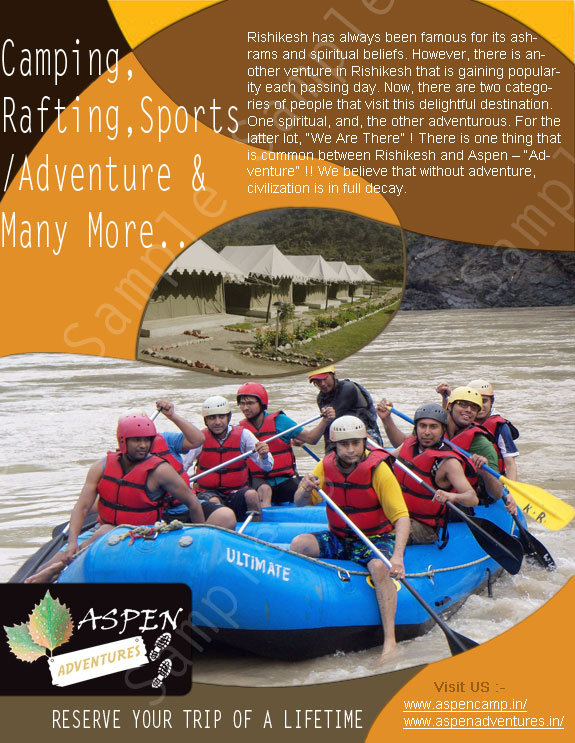 Camping,
Rafting,Sports
/Adventure &
Many More..
Rishikesh has always been famous for its ash-
rams and spiritual beliefs. However, there is an-
other venture in Rishikesh that is gaining popular-
ity each passing day. Now, there are two catego-
ries of people that visit this delightful destination.
One spiritual, and, the other adventurous. For the
latter lot, "We Are There" ! There is one thing that
is common between Rishikesh and Aspen – "Ad-
venture" !! We believe that without adventure,
civilization is in full decay.
Sample
Sample
Sample
Sample
K-R
ULTIMATE
ASPEN
ADVENTURES
RESERVE YOUR TRIP OF A LIFETIME
Visit US :-
www.aspencamp.in/
www.aspenadventures.in/